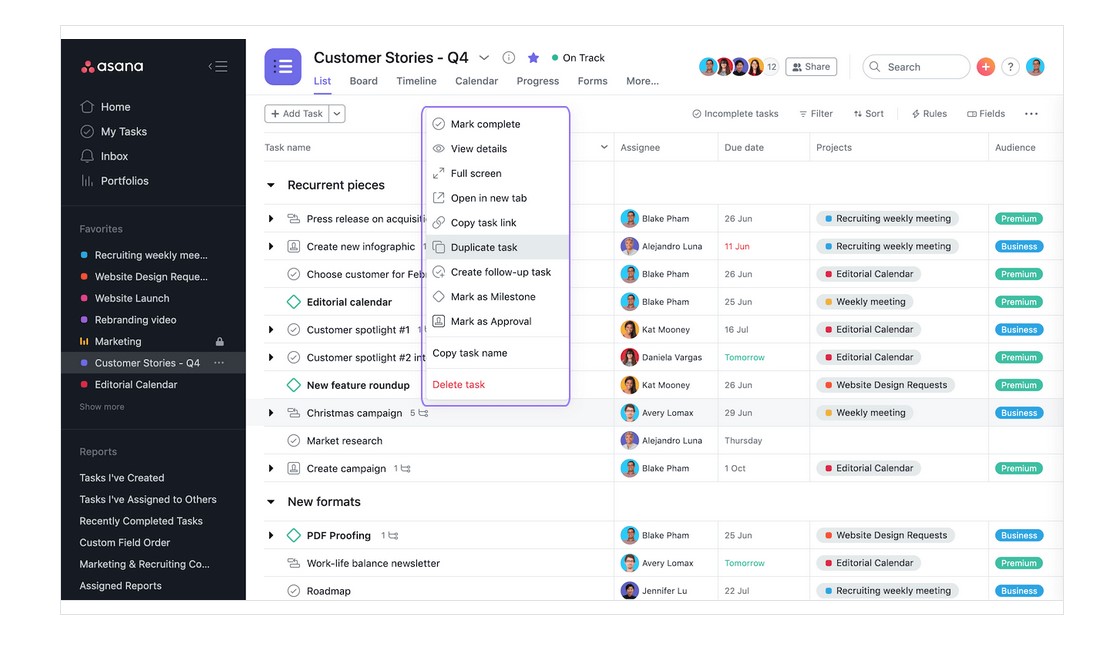 asana
Home
My Tasks
Inbox
Portfolios
Favorites
Recruiting weekly mee...
Website Design Reque...
Website Launch
Rebranding video
Marketing
Customer Stories - Q4 ...
Editorial Calendar
Show more
Reports
Tasks I've Created
Tasks I've Assigned to Others
Recently Completed Tasks
Custom Field Order
Marketing & Recruiting Co...
Assigned Reports
Customer Stories - Q4 On Track
List Board Timeline Calendar Progress Forms More...
12 Share Search + ?
+ Add Task Incomplete tasks Filter Sort Rules Fields ...
Task name Assignee Due date Projects Audience
Mark complete
View details
Full screen
Open in new tab
Copy task link
Duplicate task
Create follow-up task
Mark as Milestone
Mark as Approval
Copy task name
Delete task
Recurrent pieces
Press release on acquisiti Blake Pham 26 Jun Recruiting weekly meeting Premium
Create new infographic 1 Alejandro Luna 11 Jun Recruiting weekly meeting Business
Choose customer for Feb Blake Pham 26 Jun Editorial Calendar Premium
Editorial calendar Blake Pham 25 Jun Weekly meeting Premium
Customer spotlight #1 1 Kat Mooney 16 Jul Editorial Calendar Business
Customer spotlight #2 int Daniela Vargas Tomorrow Editorial Calendar Premium
New feature roundup Kat Mooney 26 Jun Website Design Requests Premium
Christmas campaign 5 Avery Lomax 29 Jun Weekly meeting Business
Market research Alejandro Luna Thursday
Create campaign 1 Blake Pham 1 Oct Editorial Calendar Premium
New formats
PDF Proofing 1 Blake Pham 25 Jun Website Design Requests Business
Work-life balance newsletter Avery Lomax Tomorrow Editorial Calendar Premium
Roadmap Jennifer Lu 22 Jul Recruiting weekly meeting Business